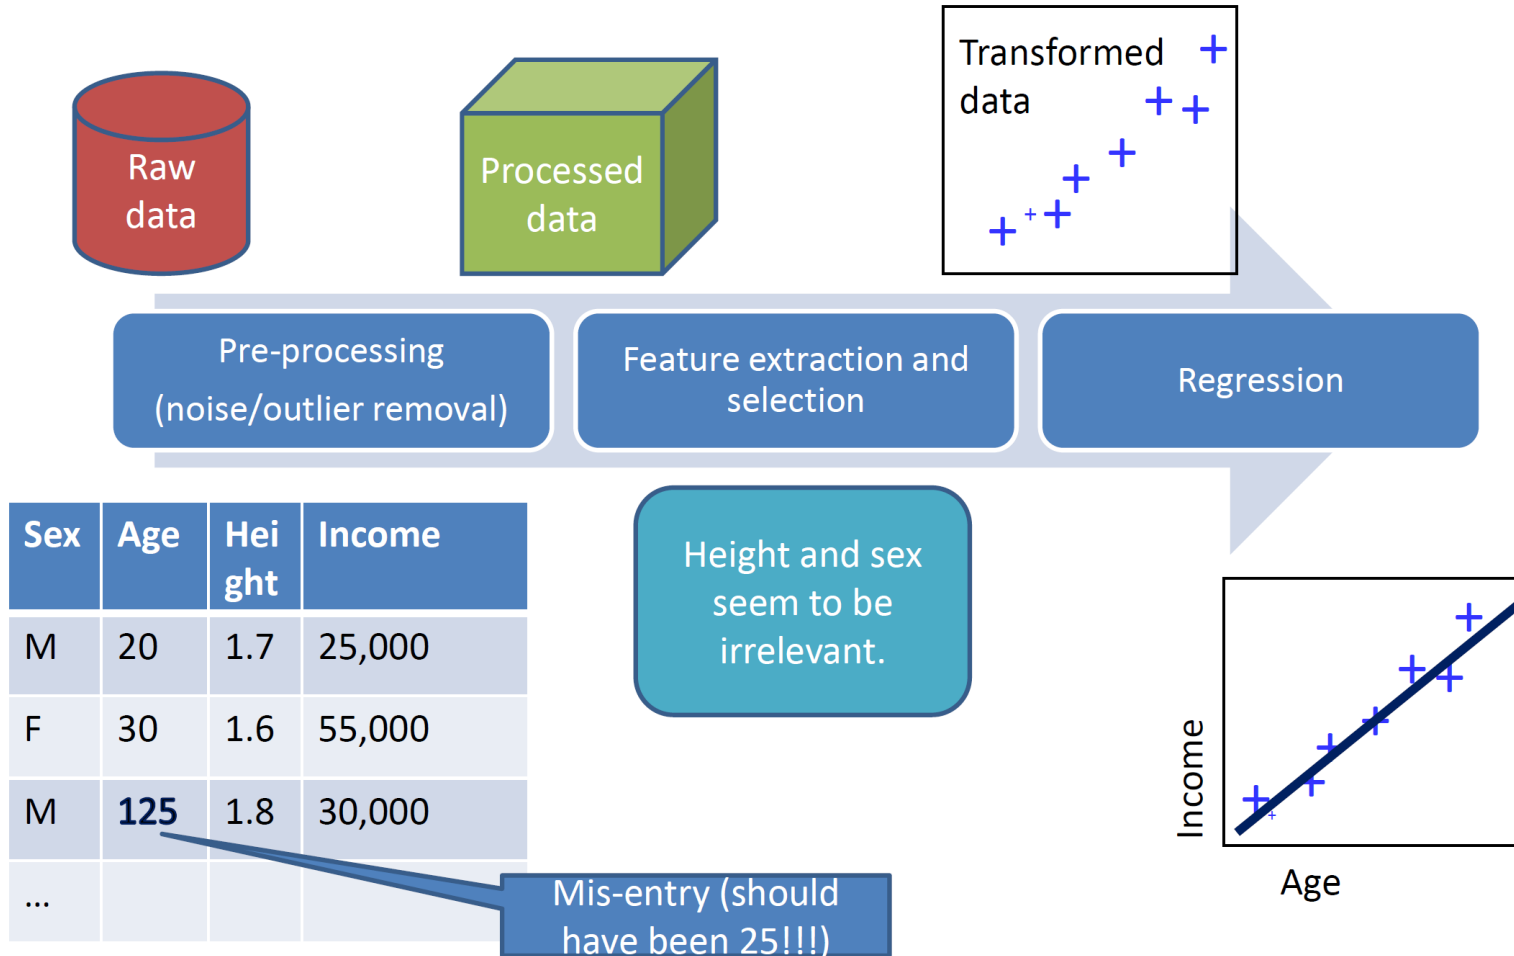 Raw
data
Processed
data
Transformed
data
Pre-processing
(noise/outlier removal)
Feature extraction and
selection
Regression
Sex Age Hei
ght Income
M 20 1.7 25,000
F 30 1.6 55,000
M 125 1.8 30,000
...
Height and sex
seem to be
irrelevant.
Mis-entry (should
have been 25!!!)
Income
Age